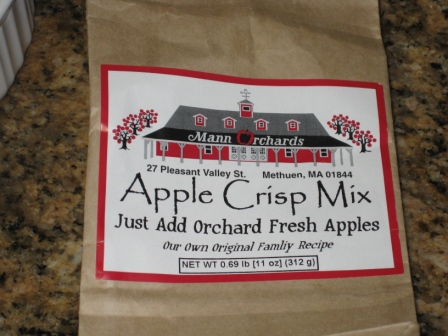 Mann Orchards
27 Pleasant Valley St. Methuen, MA 01844
Apple Crisp Mix
Just Add Orchard Fresh Apples
Our Own Original Famliy Recipe
NET WT 0.69 lb [11 oz] (312 g)